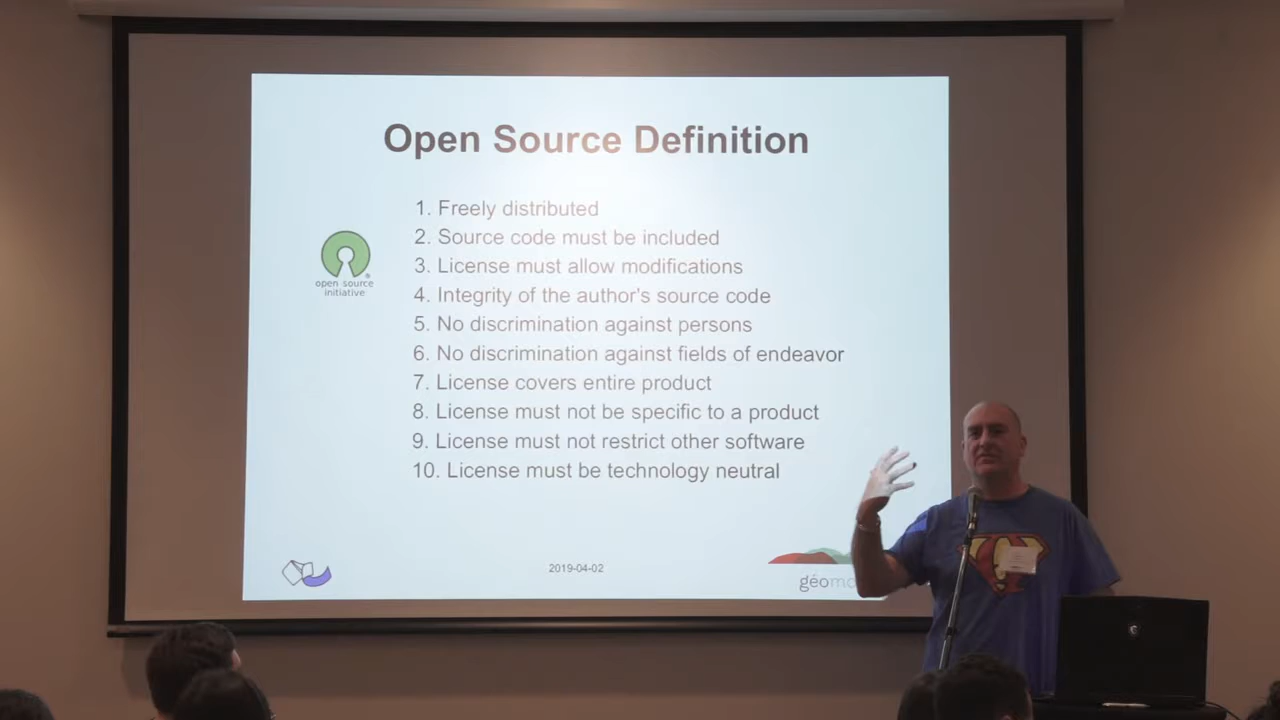 Open Source Definition
1. Freely distributed
2. Source code must be included
3. License must allow modifications
4. Integrity of the author's source code
5. No discrimination against persons
6. No discrimination against fields of endeavor
7. License covers entire product
8. License must not be specific to a product
9. License must not restrict other software
10. License must be technology neutral
open source
initiative
2019-04-02